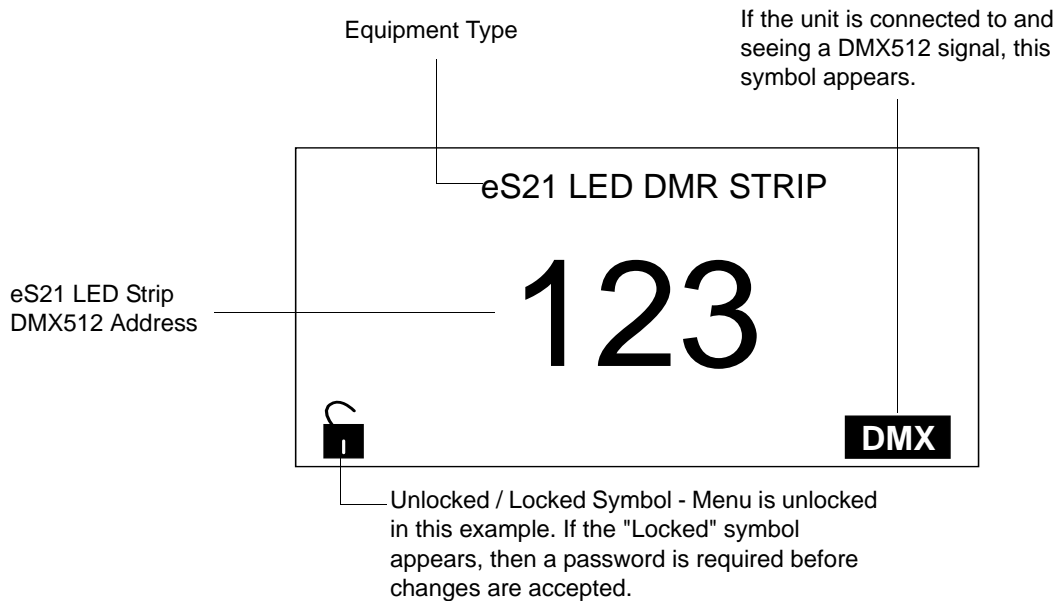 Equipment Type
If the unit is connected to and
seeing a DMX512 signal, this
symbol appears.
eS21 LED DMR STRIP
eS21 LED Strip
DMX512 Address
123
DMX
Unlocked / Locked Symbol - Menu is unlocked
in this example. If the "Locked" symbol
appears, then a password is required before
changes are accepted.